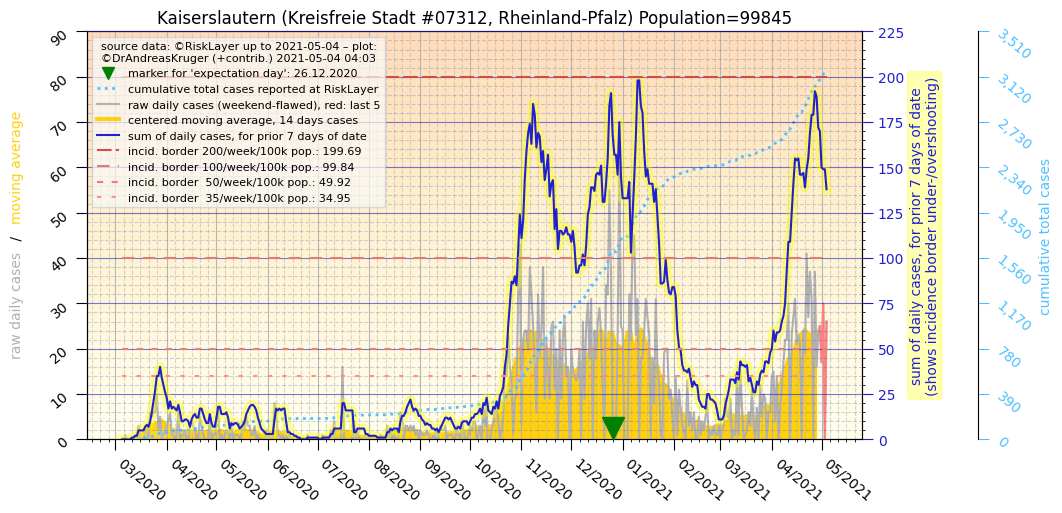 Kaiserslautern (Kreisfreie Stadt #07312, Rheinland-Pfalz) Population=99845
source data: ©RiskLayer up to 2021-05-04 – plot:
©DrAndreasKruger (+contrib.) 2021-05-04 04:03
marker for 'expectation day': 26.12.2020
cumulative total cases reported at RiskLayer
raw daily cases (weekend-flawed), red: last 5
centered moving average, 14 days cases
sum of daily cases, for prior 7 days of date
incid. border 200/week/100k pop.: 199.69
incid. border 100/week/100k pop.: 99.84
incid. border  50/week/100k pop.: 49.92
incid. border  35/week/100k pop.: 34.95
raw daily cases  /  moving average
90
80
70
60
50
40
30
20
10
0
03/2020
04/2020
05/2020
06/2020
07/2020
08/2020
09/2020
10/2020
11/2020
12/2020
01/2021
02/2021
03/2021
04/2021
05/2021
225
200
175
150
125
100
75
50
25
0
sum of daily cases, for prior 7 days of date
(shows incidence border under-/overshooting)
3,510
3,120
2,730
2,340
1,950
1,560
1,170
780
390
0
cumulative total cases